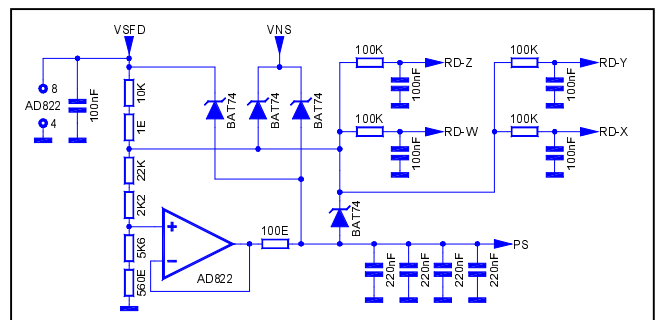 VSFD
VNS
100K
RD-Z
100K
RD-Y
8
AD822
4
100nF
10K
1E
BAT74
BAT74
BAT74
100nF
100nF
100K
RD-W
100K
RD-X
100nF
100nF
22K
2K2
BAT74
5K6
560E
AD822
100E
PS
220nF
220nF
220nF
220nF